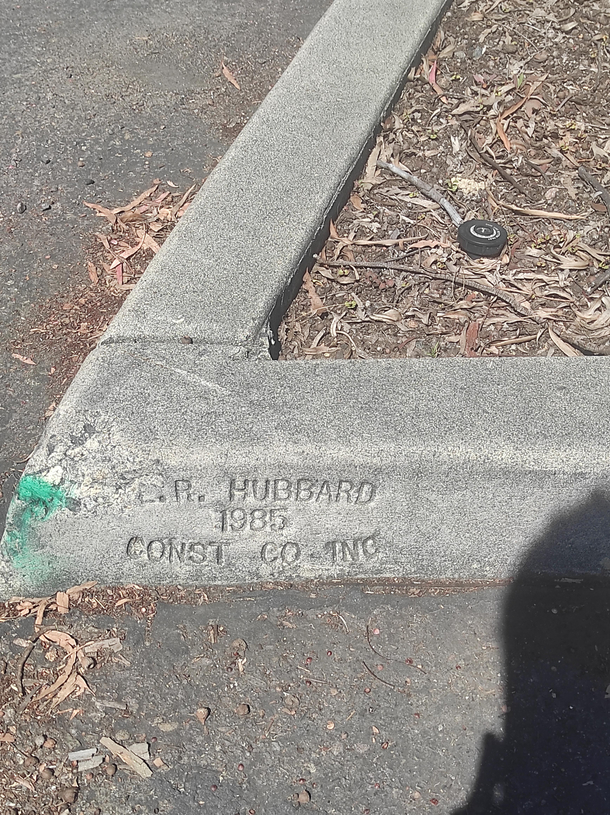 L.R. HUBBARD
1985
CONST CO INC